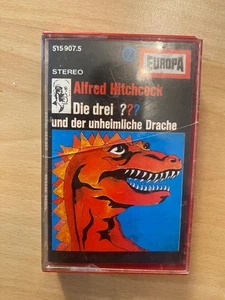 515 907.5
EUROPA
STEREO
Alfred Hitchcock
Die drei ???
und der unheimliche Drache